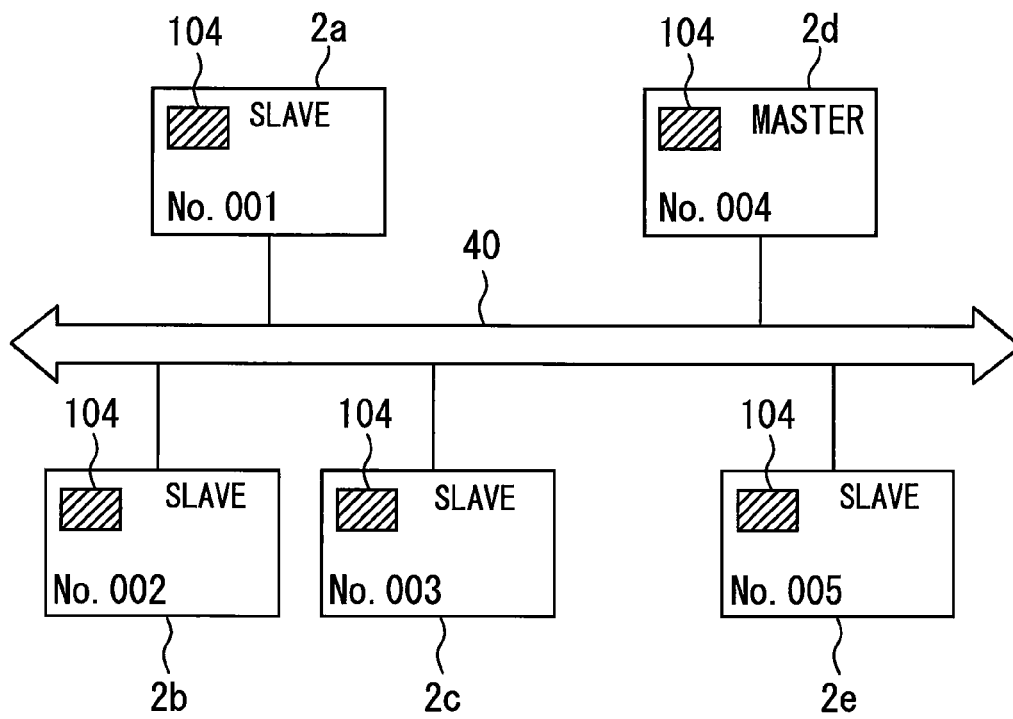 104 2a 104 2d
SLAVE MASTER
No. 001 No. 004
40
104 104 104
SLAVE SLAVE SLAVE
No. 002 No. 003 No. 005
2b 2c 2e